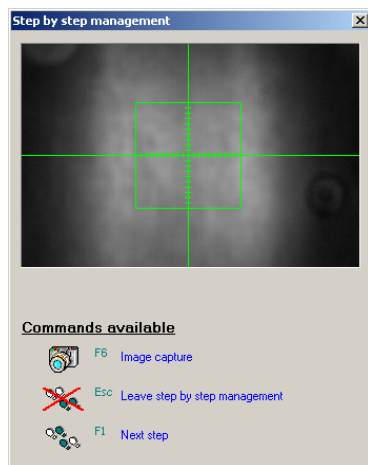 Step by step management
Commands available
F6 Image capture
Esc Leave step by step management
F1 Next step